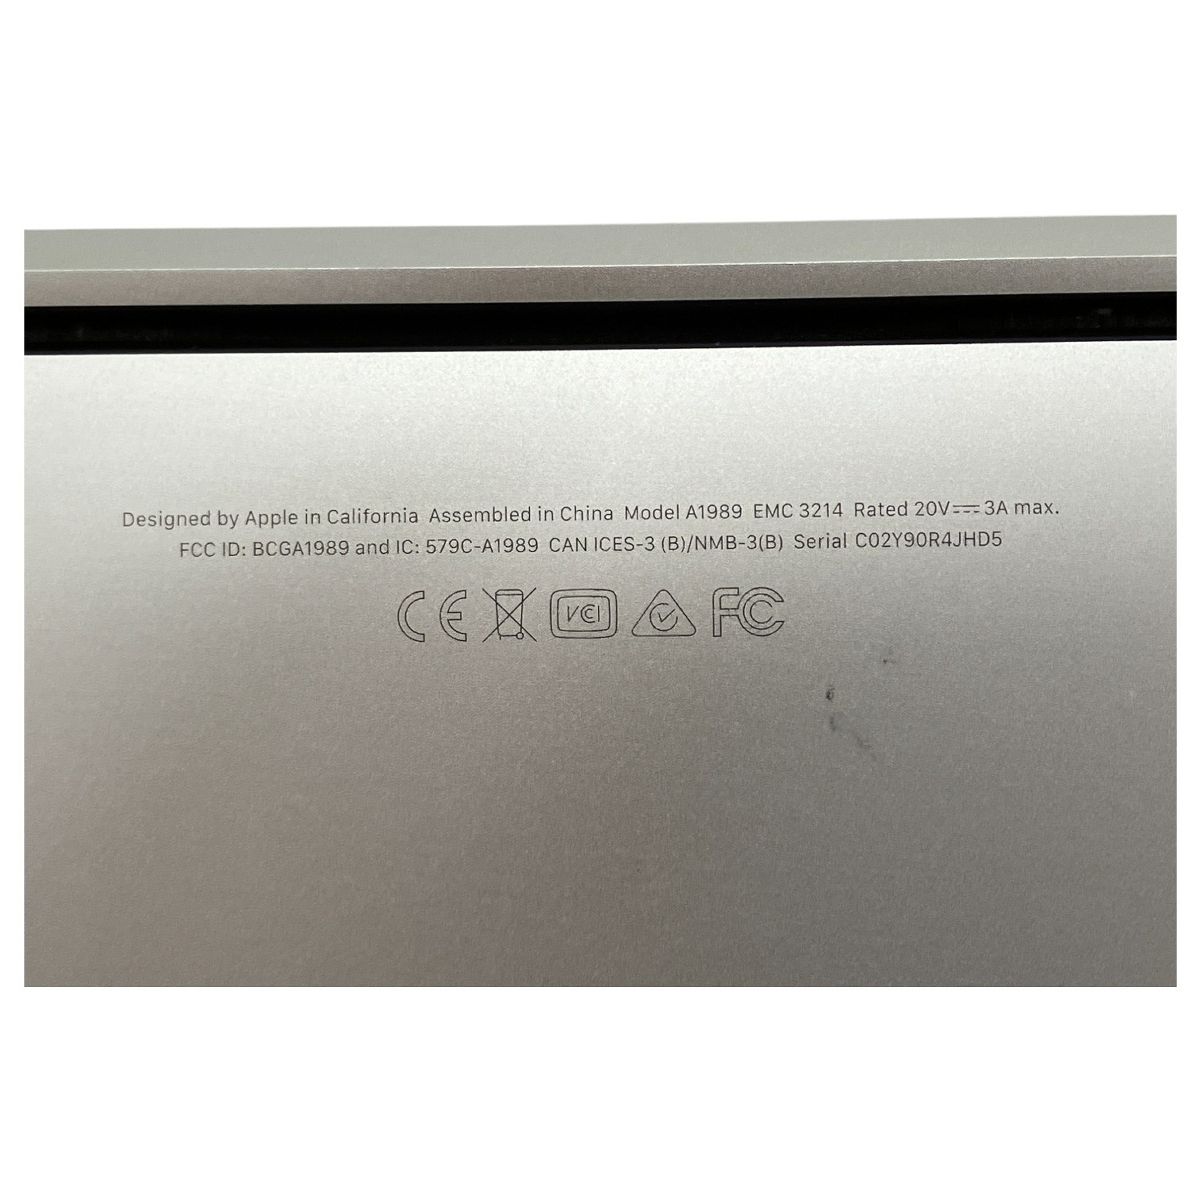 Designed by Apple in California Assembled in China Model A1989 EMC 3214 Rated 20V⎓3A max.
FCC ID: BCGA1989 and IC: 579C-A1989 CAN ICES-3 (B)/NMB-3(B) Serial C02Y90R4JHD5
CE VCI FC